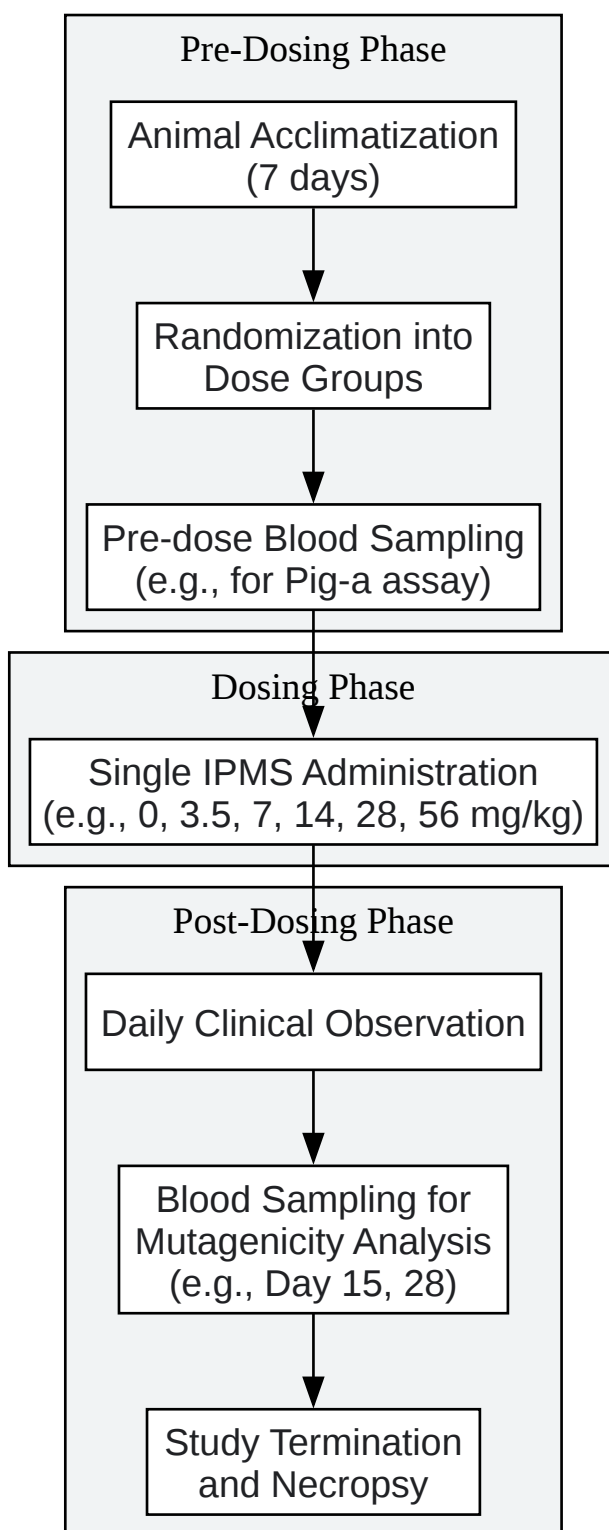 Pre-Dosing Phase
Animal Acclimatization
(7 days)
Randomization into
Dose Groups
Pre-dose Blood Sampling
(e.g., for Pig-a assay)
Dosing Phase
Single IPMS Administration
(e.g., 0, 3.5, 7, 14, 28, 56 mg/kg)
Post-Dosing Phase
Daily Clinical Observation
Blood Sampling for
Mutagenicity Analysis
(e.g., Day 15, 28)
Study Termination
and Necropsy